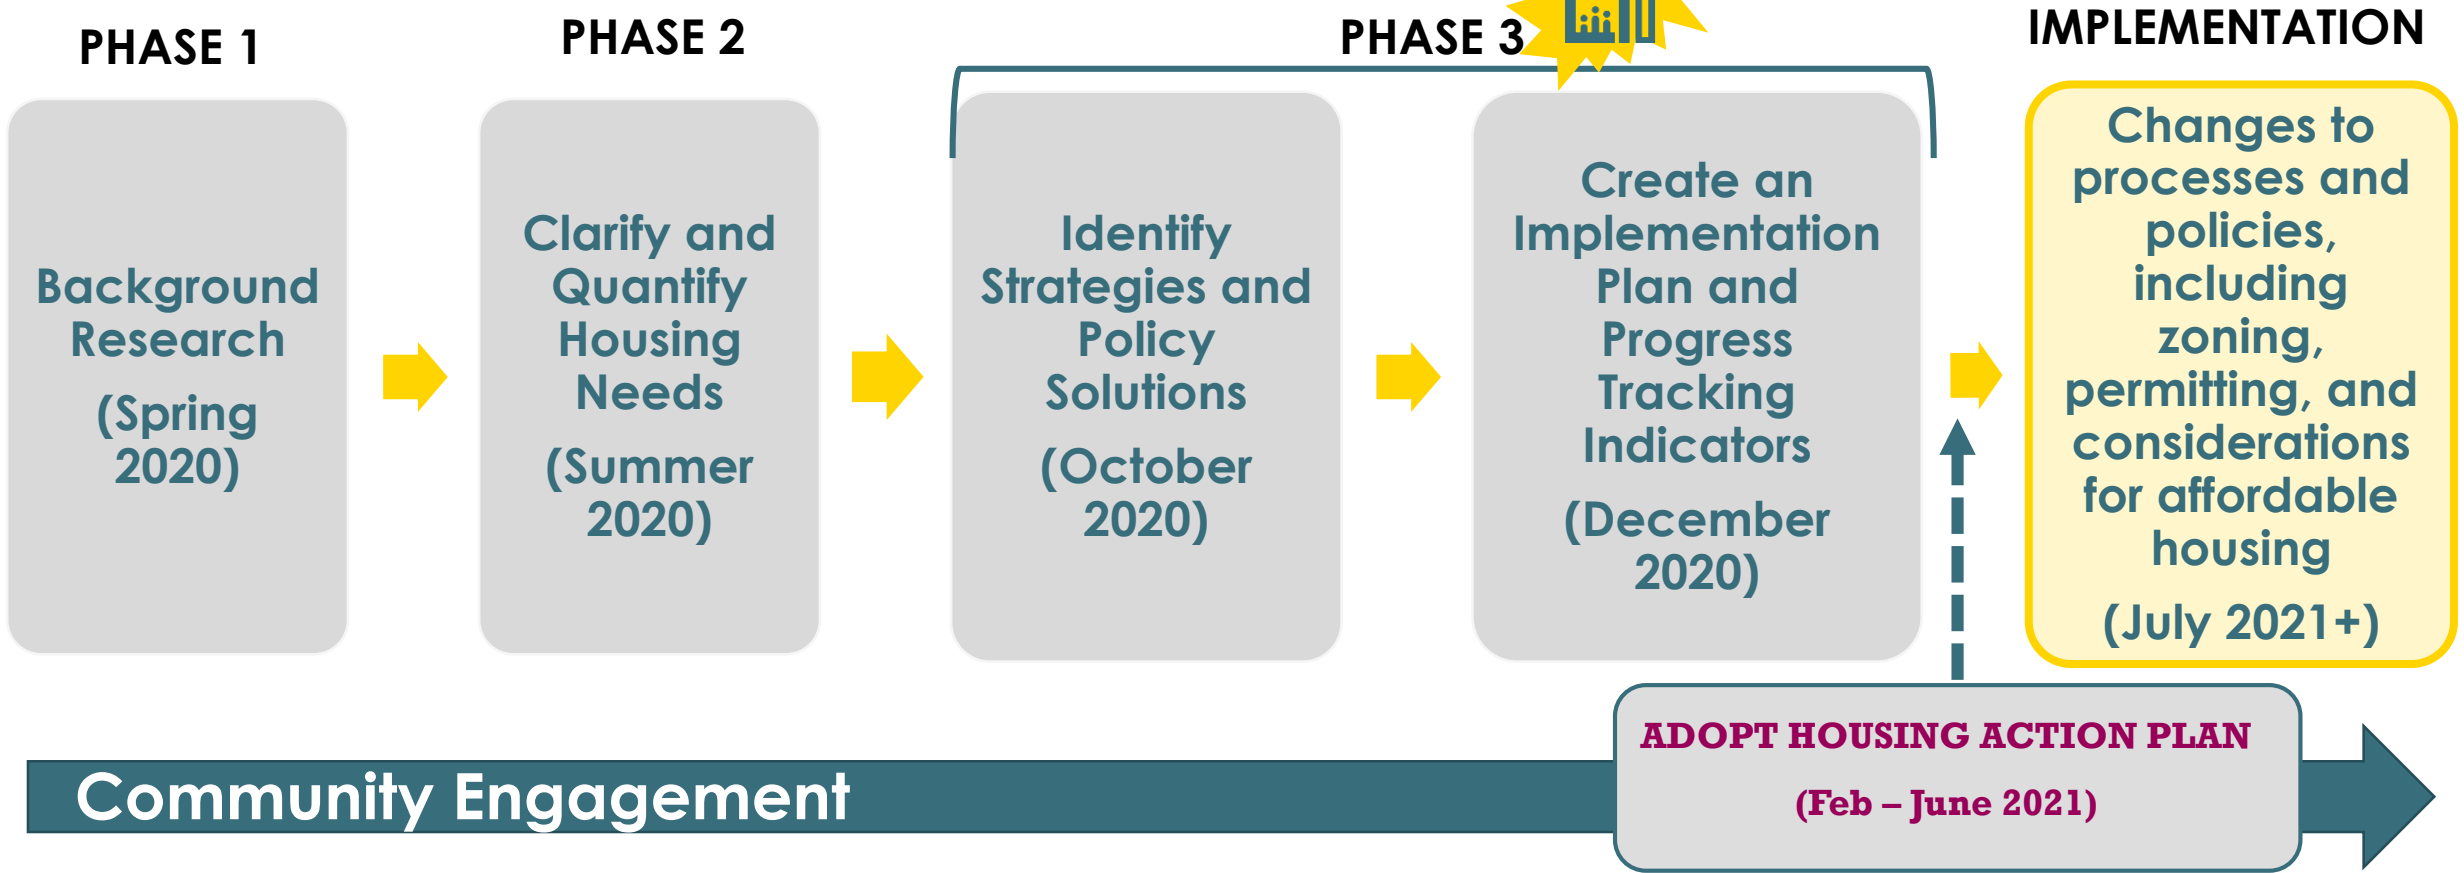 PHASE 1
PHASE 2
PHASE 3
IMPLEMENTATION
Background
Research
(Spring
2020)
Clarify and
Quantify
Housing
Needs
(Summer
2020)
Identify
Strategies and
Policy
Solutions
(October
2020)
Create an
Implementation
Plan and
Progress
Tracking
Indicators
(December
2020)
Changes to
processes and
policies,
including
zoning,
permitting, and
considerations
for affordable
housing
(July 2021+)
ADOPT HOUSING ACTION PLAN
(Feb – June 2021)
Community Engagement